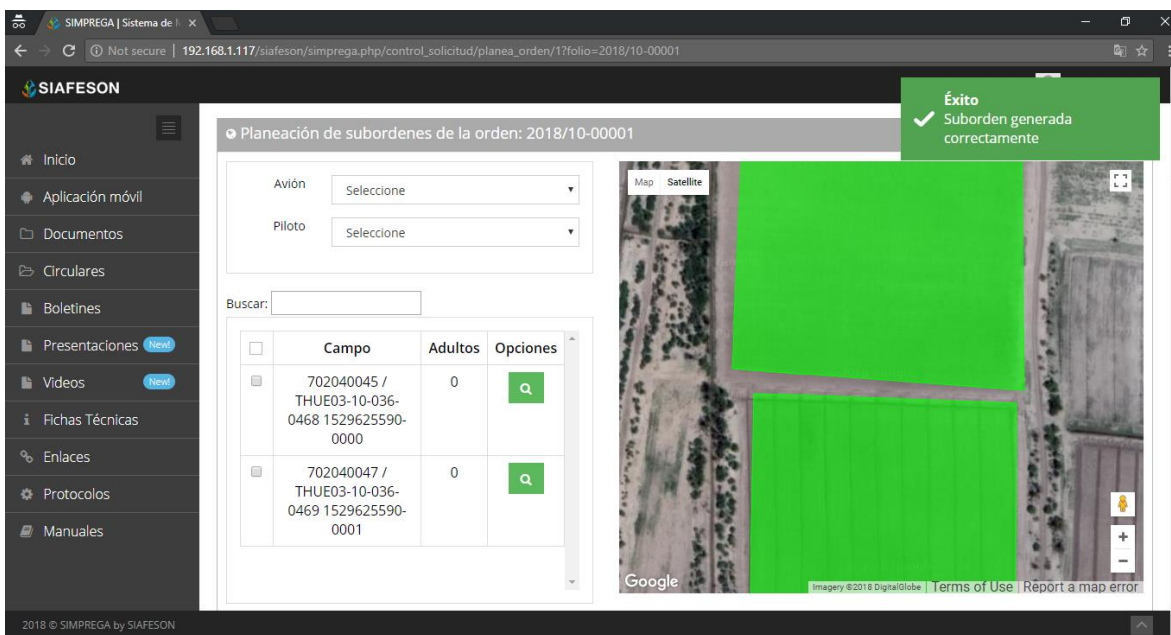 SIMPREGA | Sistema de
Not secure | 192.168.1.117/siafeson/simprega.php/control_solicitud/planea_orden/1?folio=2018/10-00001
SIAFESON
Éxito
Suborden generada
correctamente
Planeación de subordenes de la orden: 2018/10-00001
Inicio
Aplicación móvil
Documentos
Circulares
Boletines
Presentaciones New!
Videos New!
Fichas Técnicas
Enlaces
Protocolos
Manuales
Avión Seleccione
Piloto Seleccione
Buscar:
Campo Adultos Opciones
702040045 / 0
THUE03-10-036-
0468 1529625590-
0000
702040047 / 0
THUE03-10-036-
0469 1529625590-
0001
Map Satellite
Google
Imagery ©2018 DigitalGlobe Terms of Use Report a map error
2018 © SIMPREGA by SIAFESON